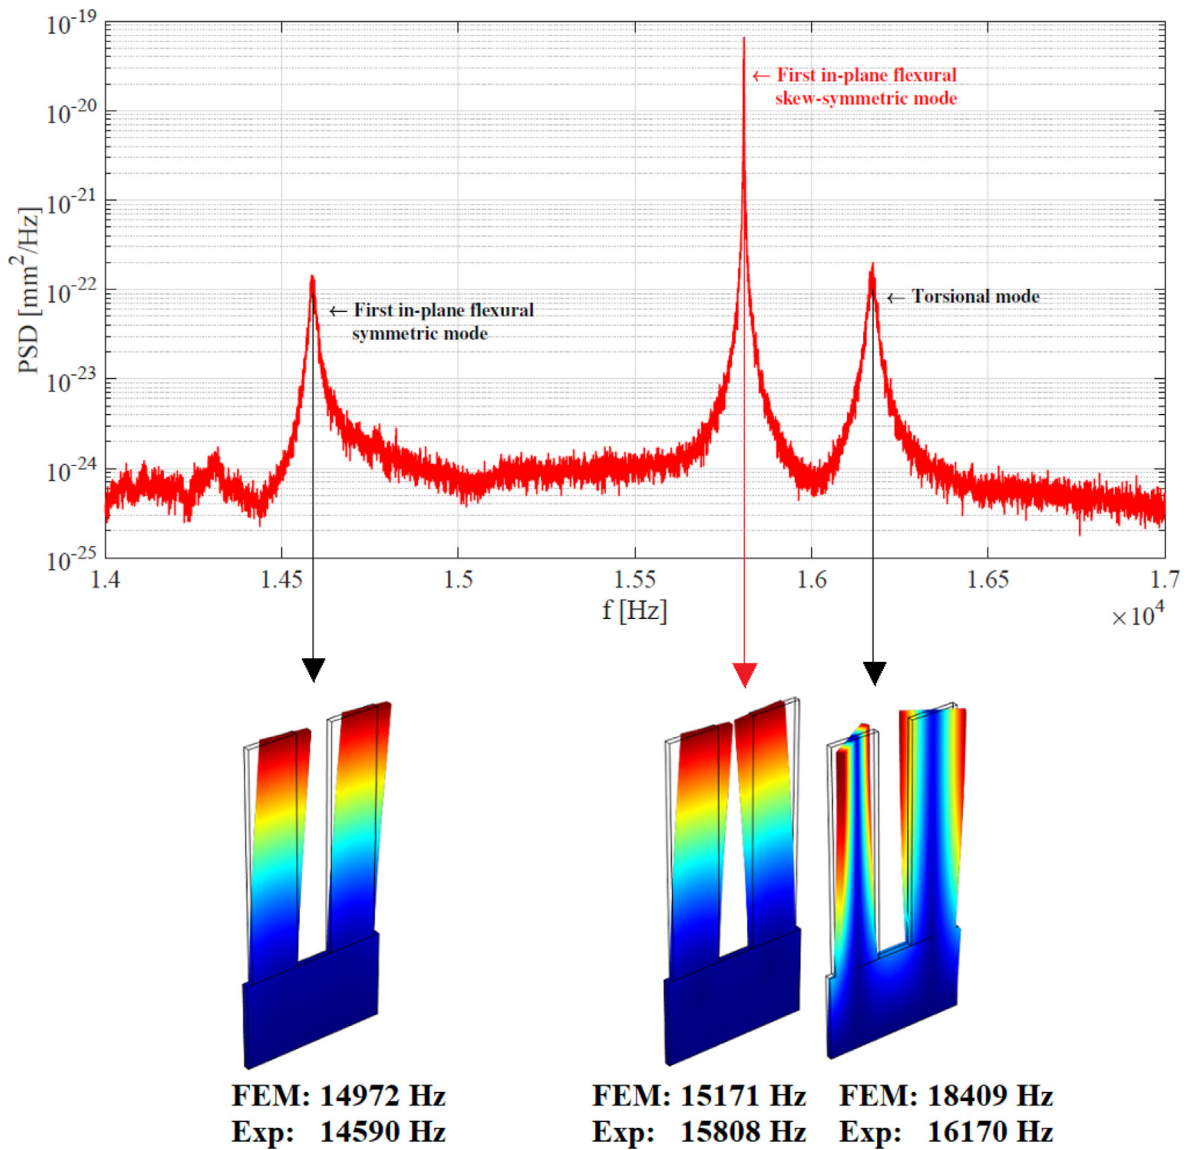 10-19
10-20
10-21
10-22
10-23
10-24
10-25
PSD [mm2/Hz]
← First in-plane flexural
skew-symmetric mode
← First in-plane flexural
symmetric mode
← Torsional mode
1.4 1.45 1.5 1.55 1.6 1.65 1.7
f [Hz]
×104
FEM: 14972 Hz
Exp: 14590 Hz
FEM: 15171 Hz
Exp: 15808 Hz
FEM: 18409 Hz
Exp: 16170 Hz